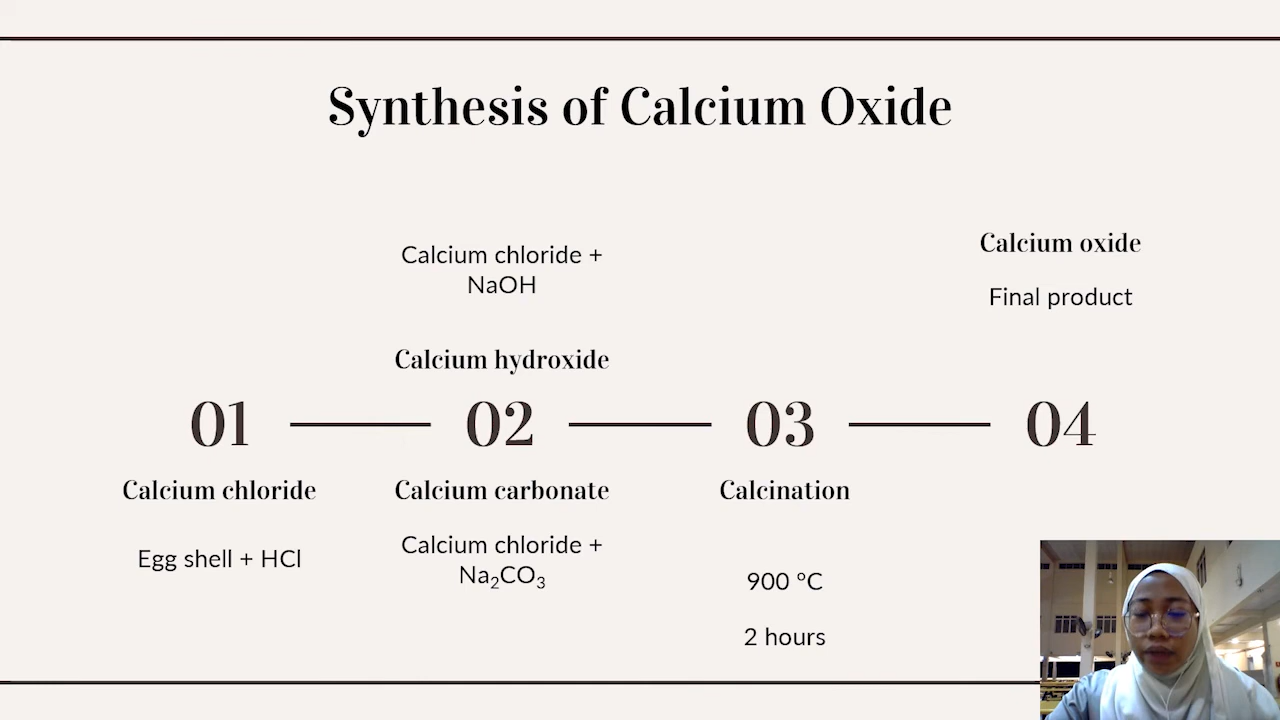 Synthesis of Calcium Oxide
Calcium chloride +
NaOH
Calcium hydroxide
Calcium oxide
Final product
01
02
03
04
Calcium chloride
Egg shell + HCl
Calcium carbonate
Calcium chloride +
Na₂CO₃
Calcination
900 ºC
2 hours